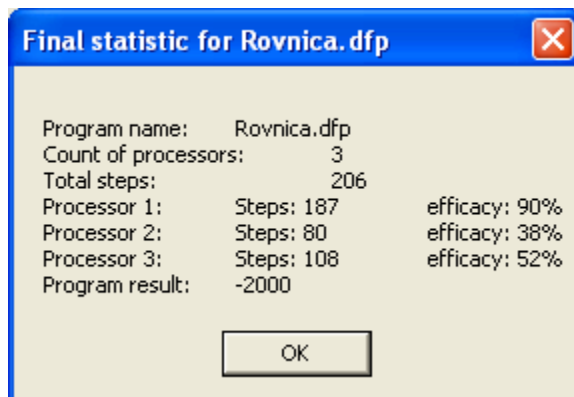 Final statistic for Rovnica.dfp
Program name: Rovnica.dfp
Count of processors: 3
Total steps: 206
Processor 1: Steps: 187 efficacy: 90%
Processor 2: Steps: 80 efficacy: 38%
Processor 3: Steps: 108 efficacy: 52%
Program result: -2000
OK